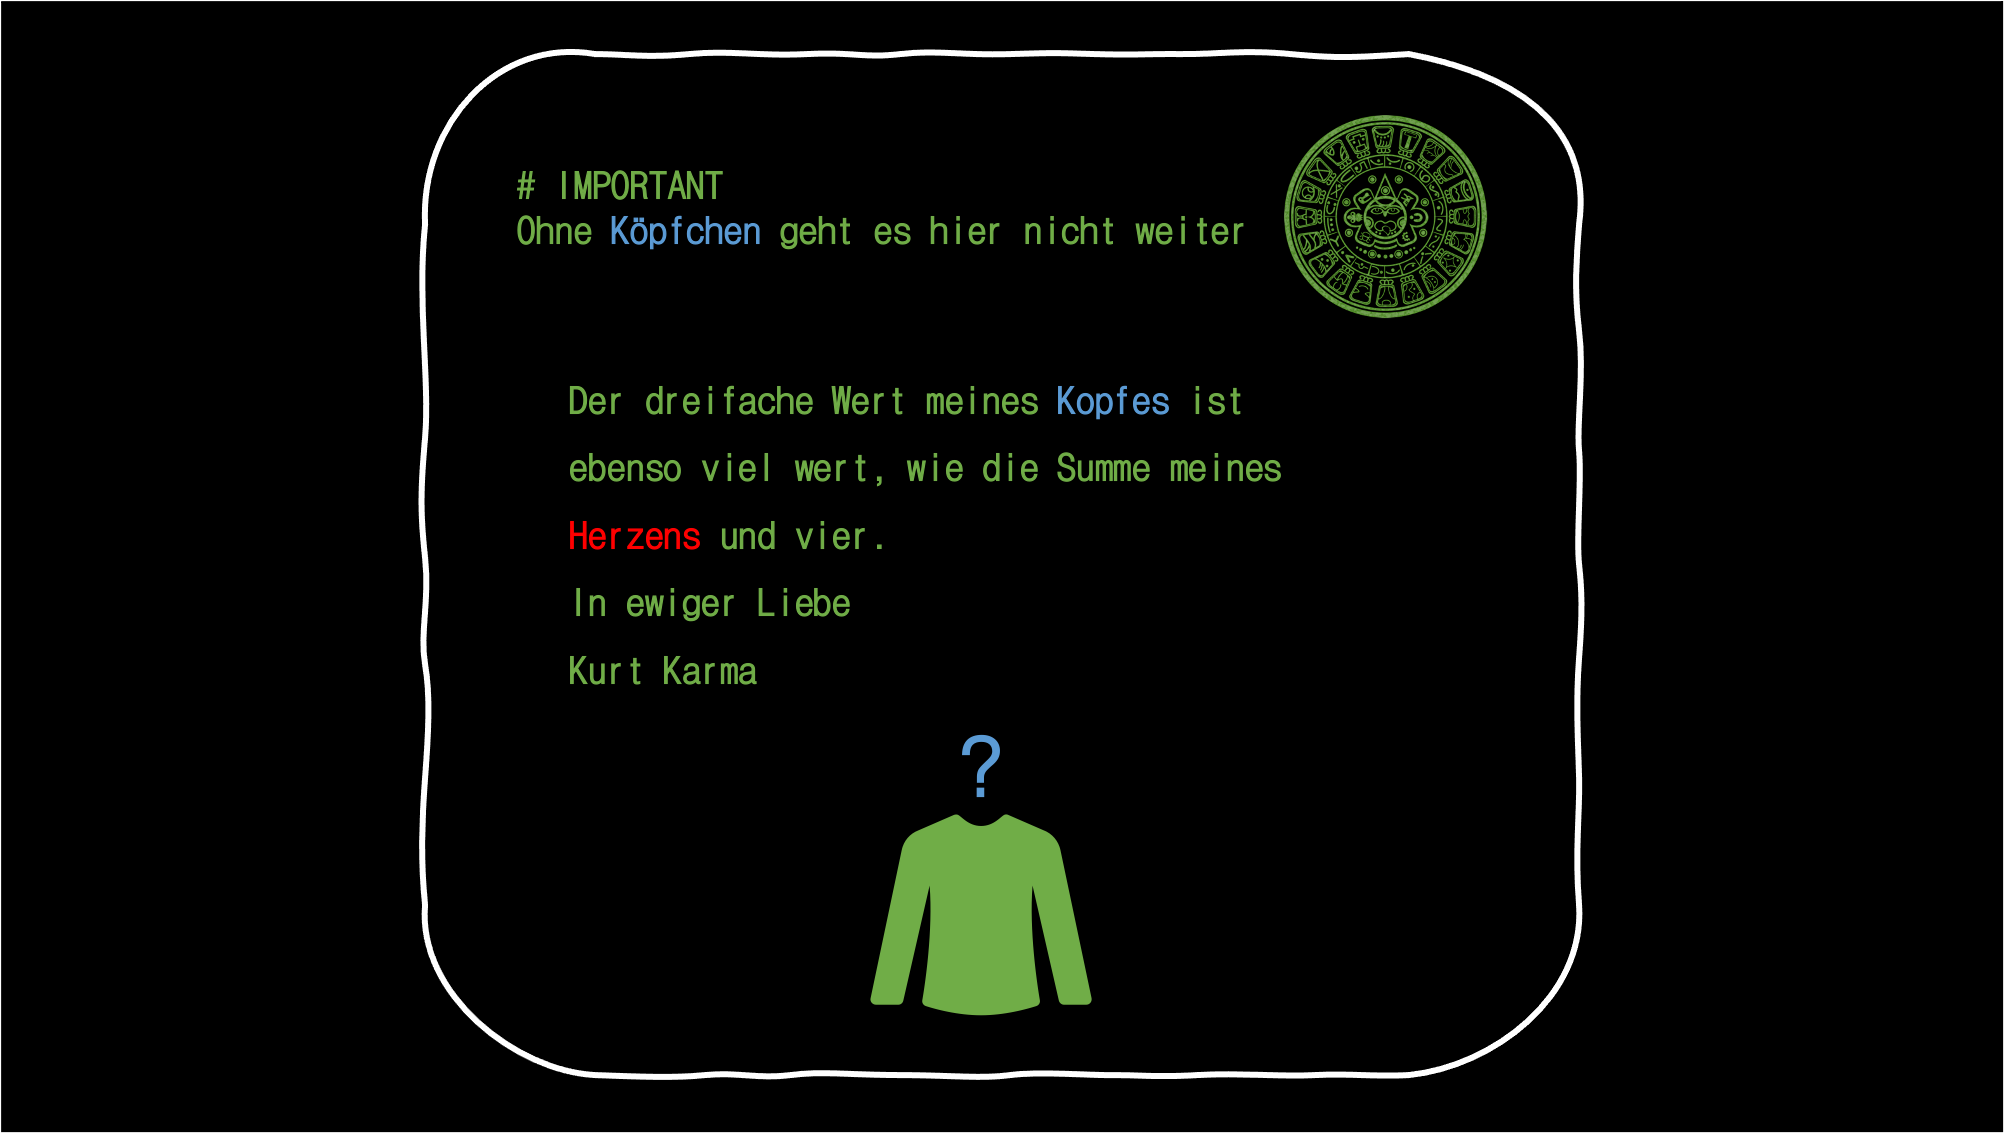 # IMPORTANT
Ohne Köpfchen geht es hier nicht weiter
Der dreifache Wert meines Kopfes ist
ebenso viel wert, wie die Summe meines
Herzens und vier.
In ewiger Liebe
Kurt Karma
?